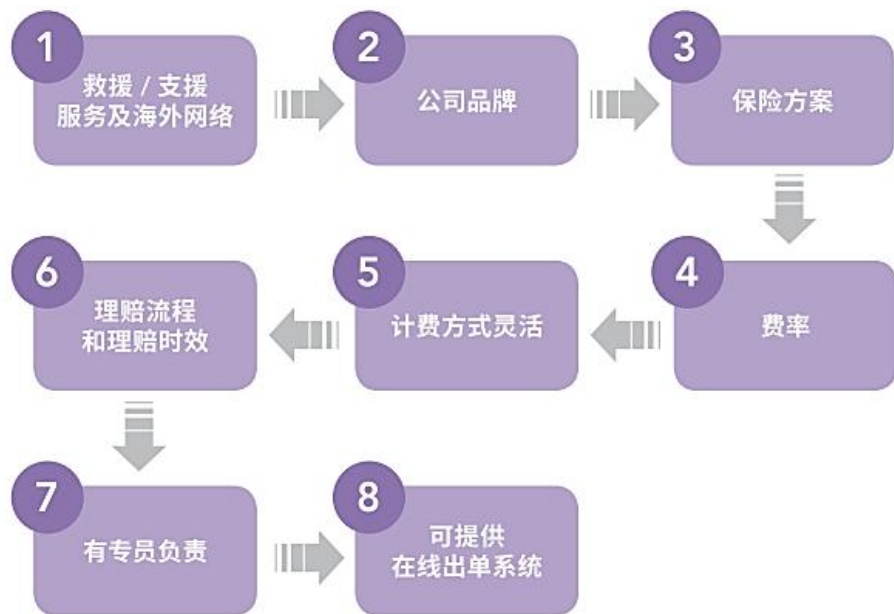 1
救援 / 支援
服务及海外网络
2
公司品牌
3
保险方案
4
费率
5
计费方式灵活
6
理赔流程
和理赔时效
7
有专员负责
8
可提供
在线出单系统